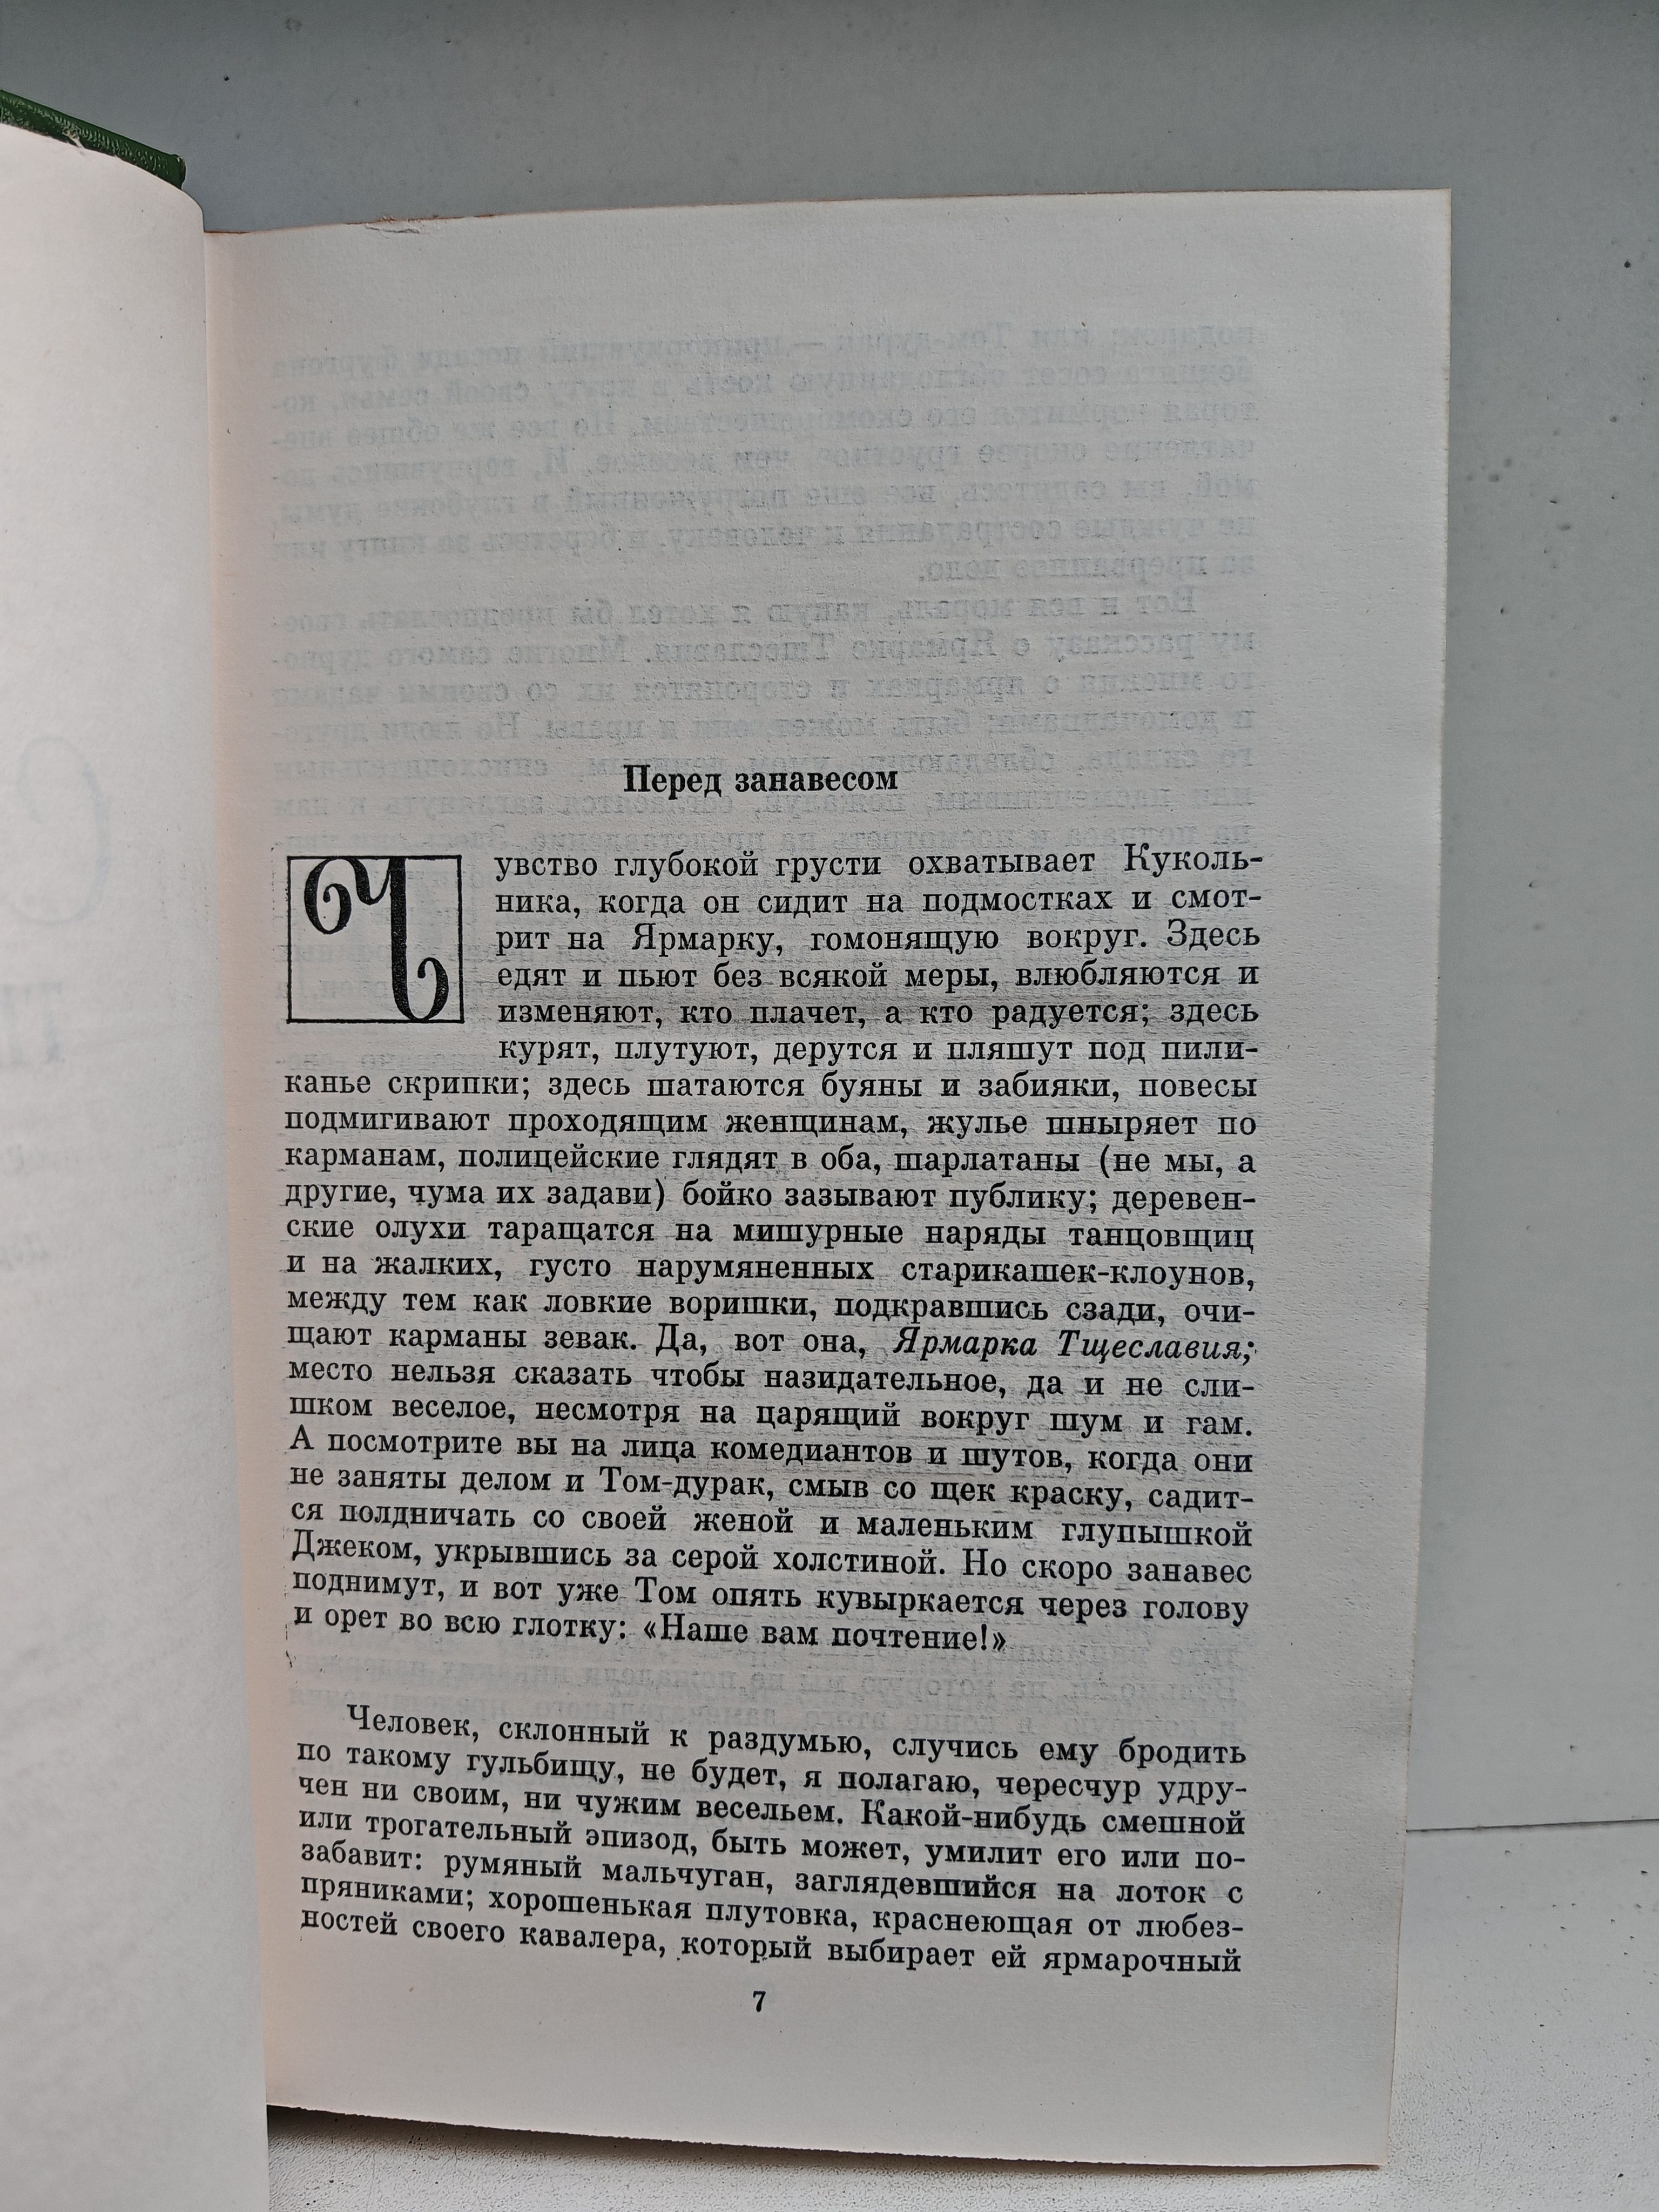 Перед занавесом
Чувство глубокой грусти охватывает Куколь-
ника, когда он сидит на подмостках и смот-
рит на Ярмарку, гомонящую вокруг. Здесь
едят и пьют без всякой меры, влюбляются и
изменяют, кто плачет, а кто радуется; здесь
курят, плутуют, дерутся и пляшут под пили-
канье скрипки; здесь шатаются буяны и забияки, повесы
подмигивают проходящим женщинам, жулье шныряет по
карманам, полицейские глядят в оба, шарлатаны (не мы, а
другие, чума их задави) бойко зазывают публику; деревен-
ские олухи таращатся на мишурные наряды танцовщиц
и на жалких, густо нарумяненных старикашек-клоунов,
между тем как ловкие воришки, подкравшись сзади, очи-
щают карманы зевак. Да, вот она, Ярмарка Тщеславия;
место нельзя сказать чтобы назидательное, да и не сли-
шком веселое, несмотря на царящий вокруг шум и гам.
А посмотрите вы на лица комедиантов и шутов, когда они
не заняты делом и Том-дурак, смыв со щек краску, садит-
ся полдничать со своей женой и маленьким глупышкой
Джеком, укрывшись за серой холстиной. Но скоро занавес
поднимут, и вот уже Том опять кувыркается через голову
и орет во всю глотку: «Наше вам почтение!»
Человек, склонный к раздумью, случись ему бродить
по такому гульбищу, не будет, я полагаю, чересчур удру-
чен ни своим, ни чужим весельем. Какой-нибудь смешной
или трогательный эпизод, быть может, умилит его или по-
забавит: румяный мальчуган, заглядевшийся на лоток с
пряниками; хорошенькая плутовка, краснеющая от любез-
ностей своего кавалера, который выбирает ей ярмарочный
7